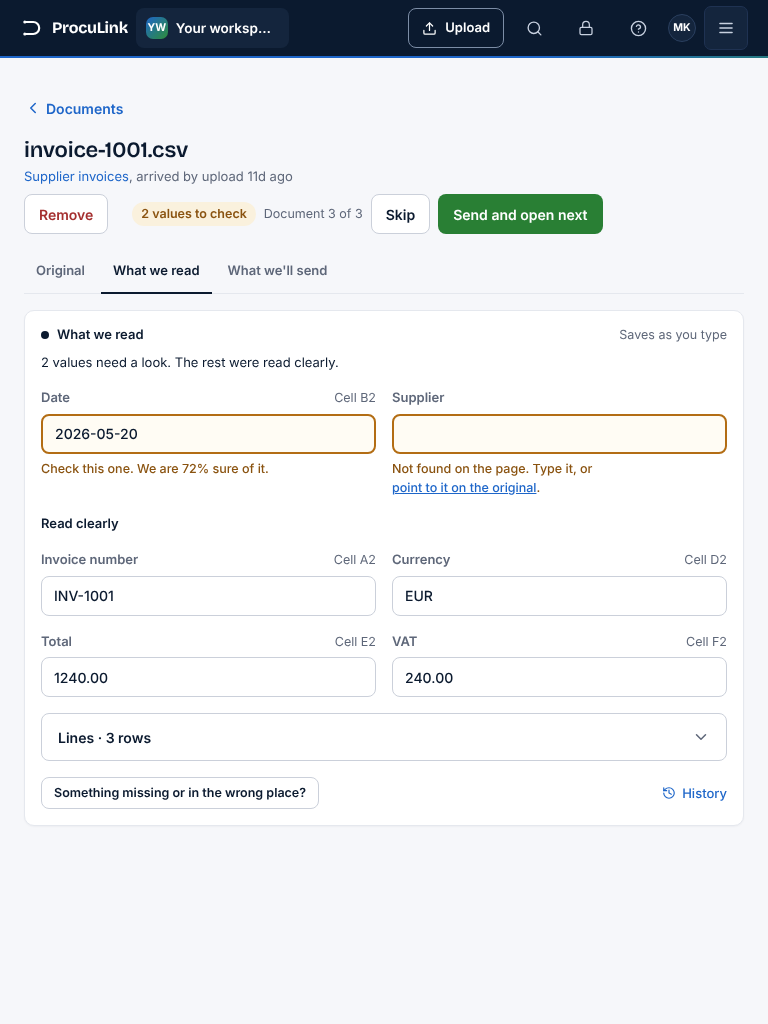 ProcuLink
YW
Your worksp...
Upload
MK
Documents
invoice-1001.csv
Supplier invoices, arrived by upload 11d ago
Remove
2 values to check
Document 3 of 3
Skip
Send and open next
Original
What we read
What we'll send
What we read
Saves as you type
2 values need a look. The rest were read clearly.
Date
Cell B2
2026-05-20
Check this one. We are 72% sure of it.
Supplier
Not found on the page. Type it, or
point to it on the original.
Read clearly
Invoice number
Cell A2
INV-1001
Currency
Cell D2
EUR
Total
Cell E2
1240.00
VAT
Cell F2
240.00
Lines · 3 rows
Something missing or in the wrong place?
History